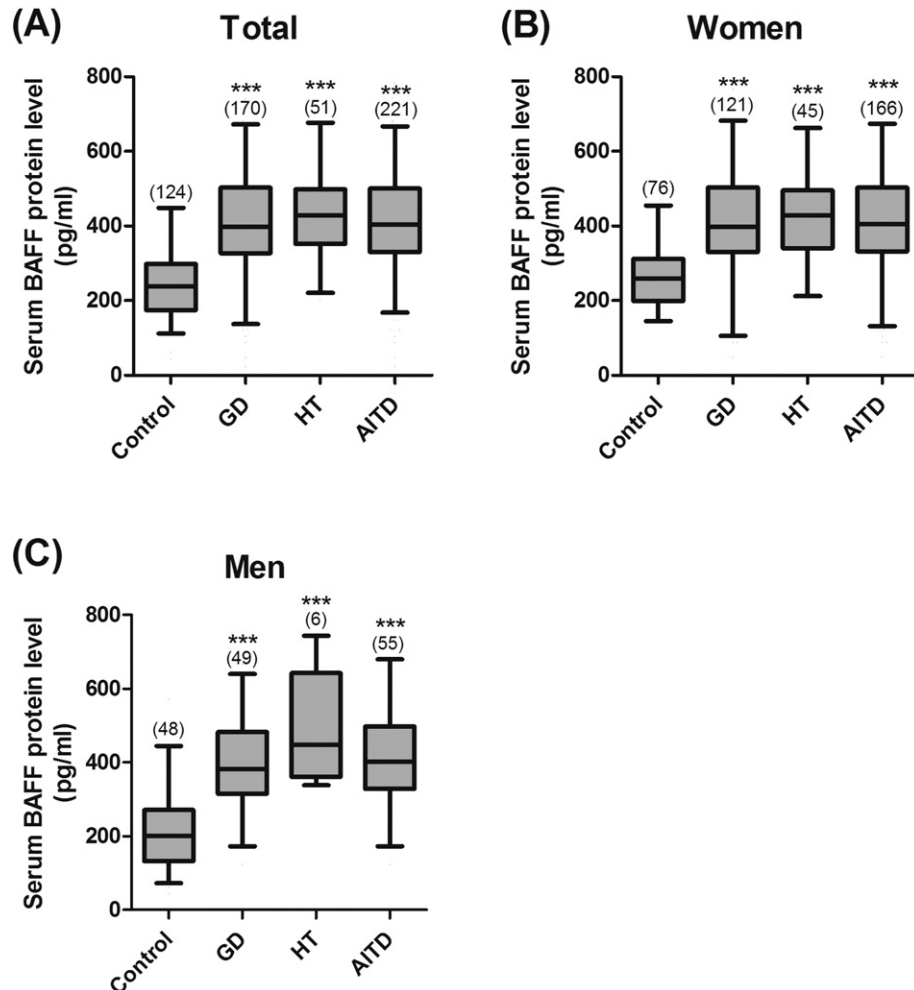 (A) Total
Serum BAFF protein level
(pg/ml)
800
600
400
200
0
(124)
***
(170)
***
(51)
***
(221)
Control
GD
HT
AITD
(B) Women
Serum BAFF protein level
(pg/ml)
800
600
400
200
0
(76)
***
(121)
***
(45)
***
(166)
Control
GD
HT
AITD
(C) Men
Serum BAFF protein level
(pg/ml)
800
600
400
200
0
(48)
***
(49)
***
(6)
***
(55)
Control
GD
HT
AITD